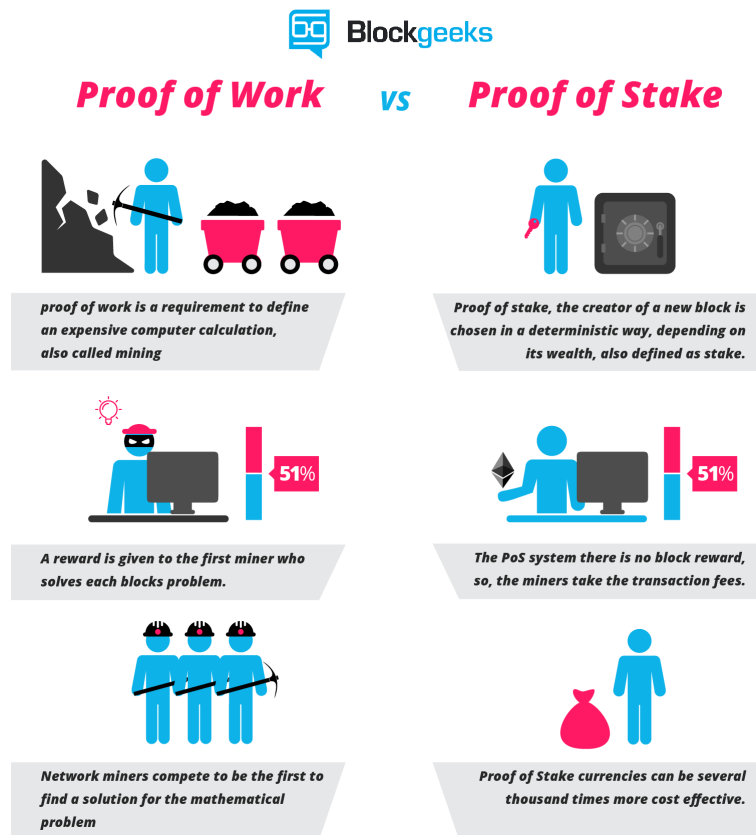 Blockgeeks
Proof of Work vs Proof of Stake
proof of work is a requirement to define
an expensive computer calculation,
also called mining
Proof of stake, the creator of a new block is
chosen in a deterministic way, depending on
its wealth, also defined as stake.
51%
51%
A reward is given to the first miner who
solves each blocks problem.
The PoS system there is no block reward,
so, the miners take the transaction fees.
Network miners compete to be the first to
find a solution for the mathematical
problem
Proof of Stake currencies can be several
thousand times more cost effective.